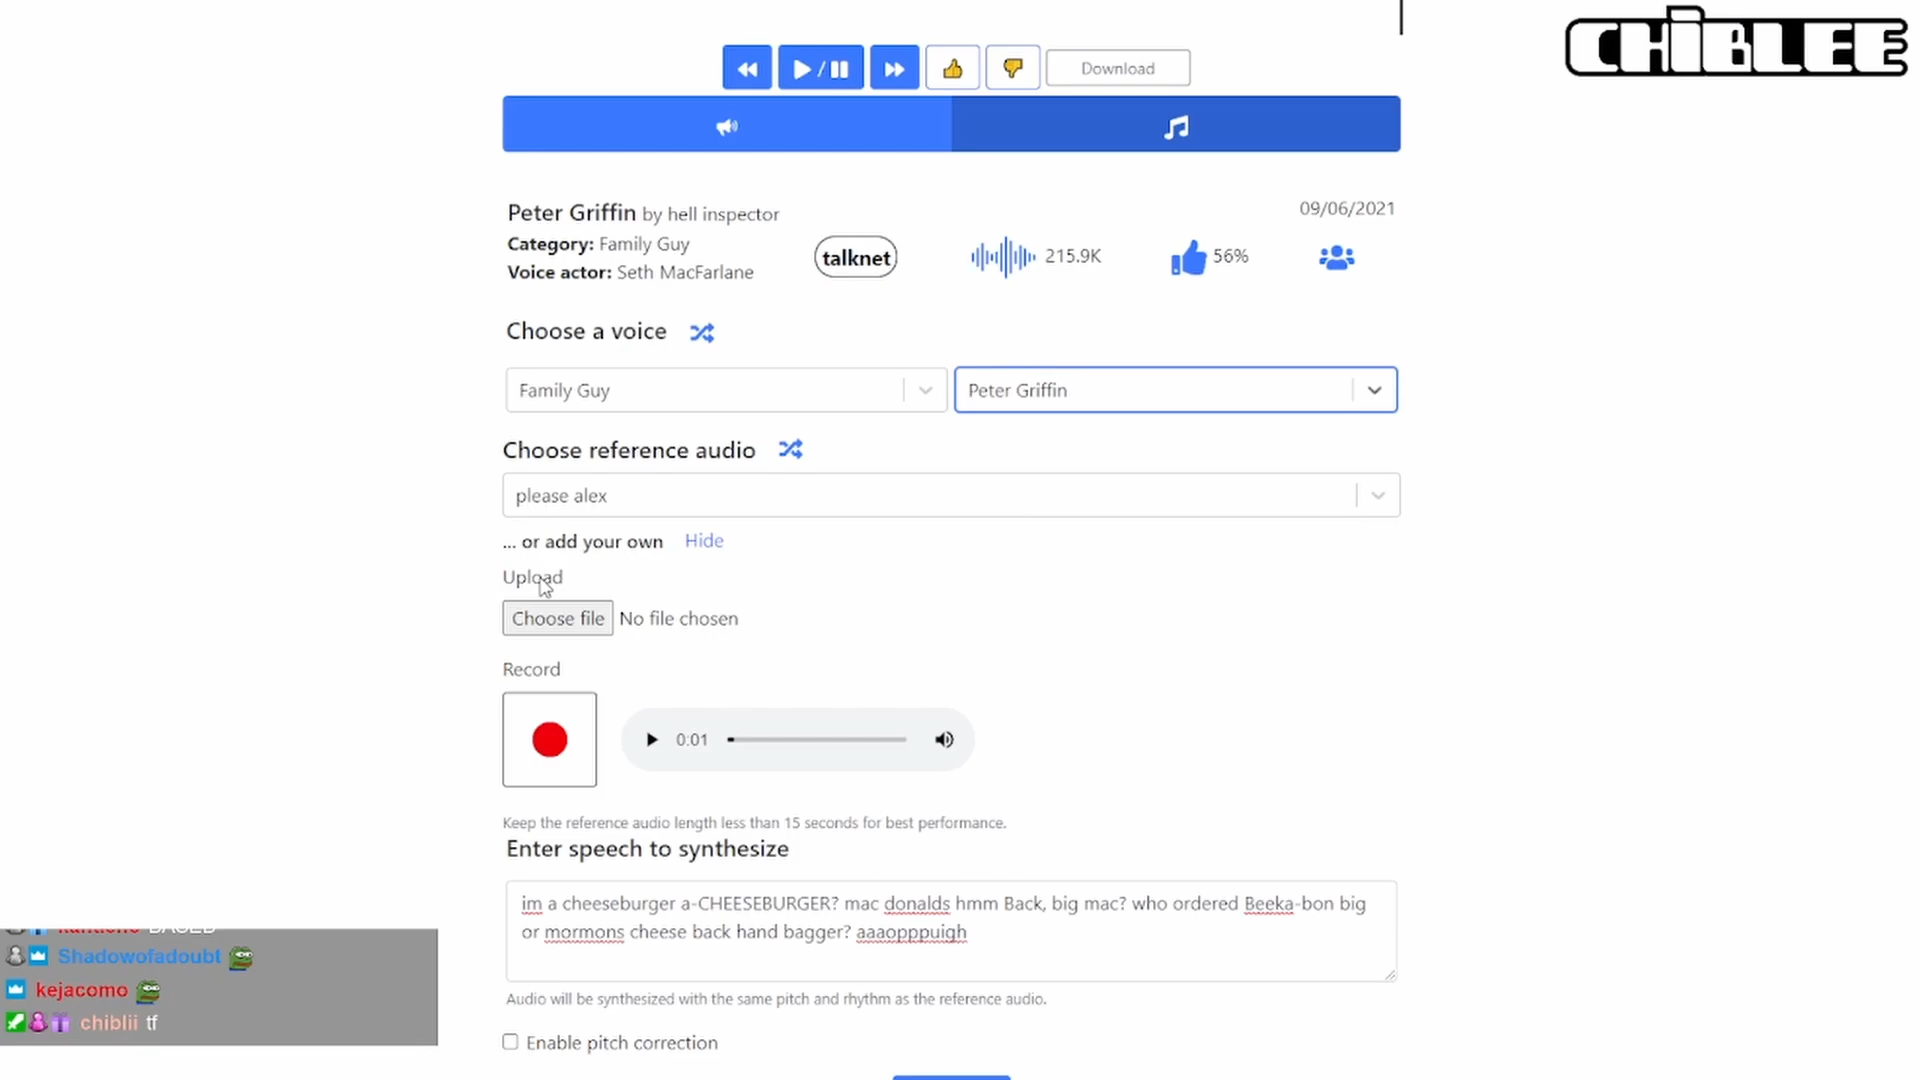 CHiBLEE
/
Download
Peter Griffin by hell inspector
09/06/2021
Category: Family Guy
Voice actor: Seth MacFarlane
talknet
215.9K
56%
Choose a voice
Family Guy
Peter Griffin
Choose reference audio
please alex
... or add your own Hide
Upload
Choose file No file chosen
Record
0:01
Keep the reference audio length less than 15 seconds for best performance.
Enter speech to synthesize
im a cheeseburger a-CHEESEBURGER? mac donalds hmm Back, big mac? who ordered Beeka-bon big
or mormons cheese back hand bagger? aaaopppuigh
Audio will be synthesized with the same pitch and rhythm as the reference audio.
Enable pitch correction
Shadowofadoubt
kejacomo
chiblii tf